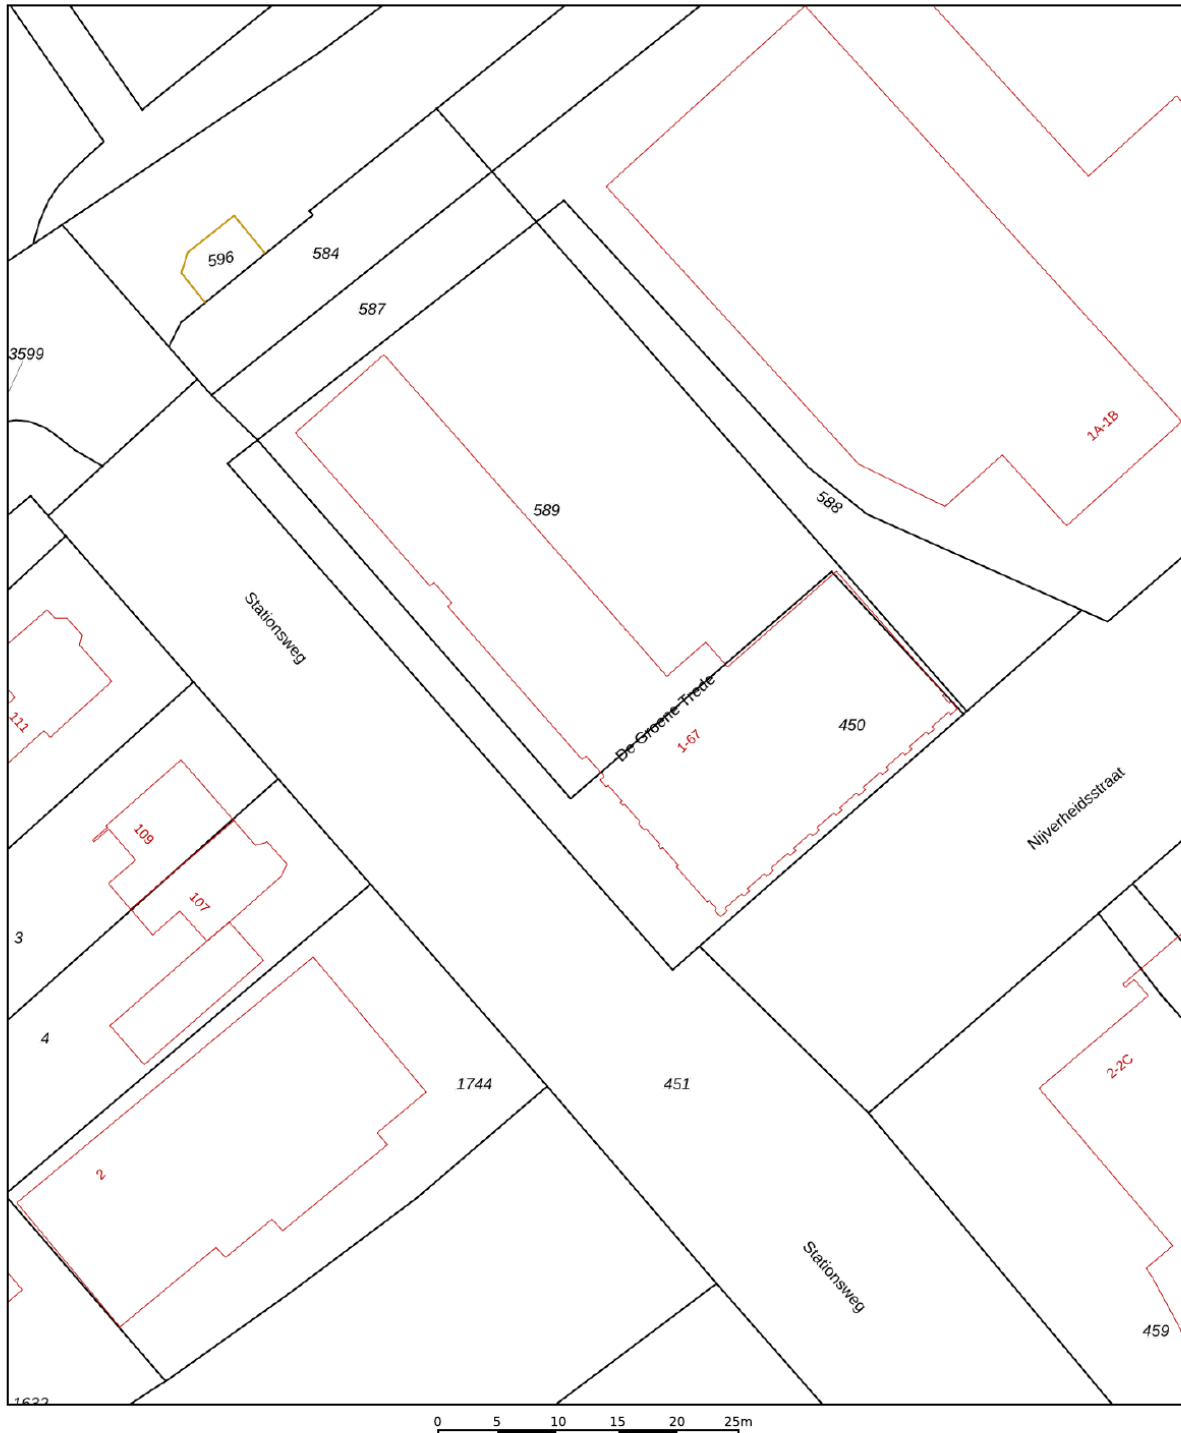 596
584
587
3599
1A-1B
588
589
Stationsweg
De Groene Trede
1-67
450
111
Nijverheidsstraat
109
107
3
4
1744
451
2-2C
2
Stationsweg
459
1632
0 5 10 15 20 25m